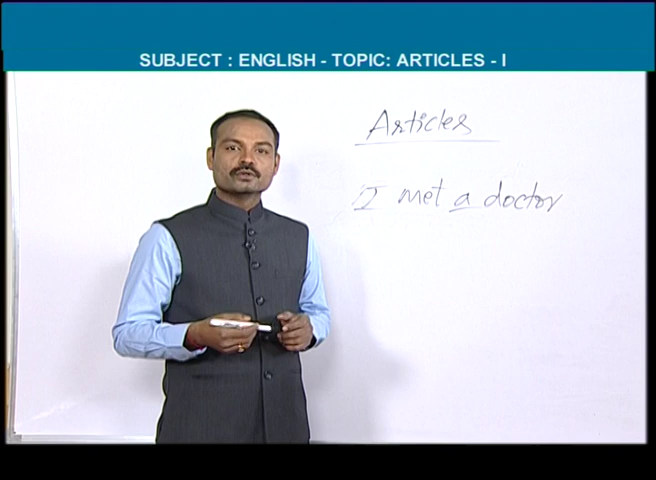 SUBJECT : ENGLISH - TOPIC: ARTICLES - I
Articles
I met a doctor